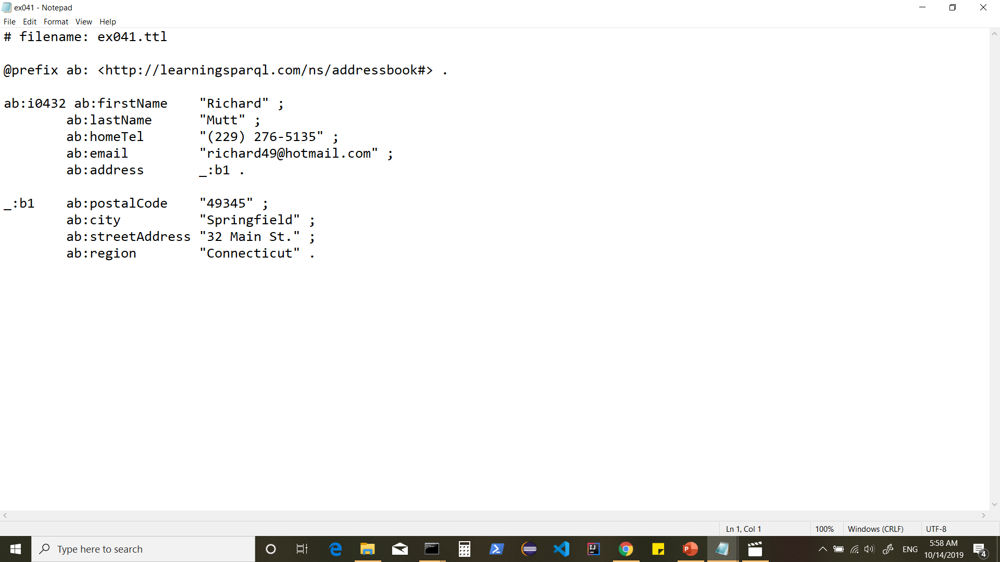 ex041 - Notepad
File Edit Format View Help
# filename: ex041.ttl
@prefix ab: <http://learningsparql.com/ns/addressbook#> .
ab:i0432 ab:firstName    "Richard" ;
        ab:lastName      "Mutt" ;
        ab:homeTel       "(229) 276-5135" ;
        ab:email         "richard49@hotmail.com" ;
        ab:address       _:b1 .
_:b1    ab:postalCode    "49345" ;
        ab:city          "Springfield" ;
        ab:streetAddress "32 Main St." ;
        ab:region        "Connecticut" .
Ln 1, Col 1 100% Windows (CRLF) UTF-8
Type here to search
ENG
5:58 AM
10/14/2019
4